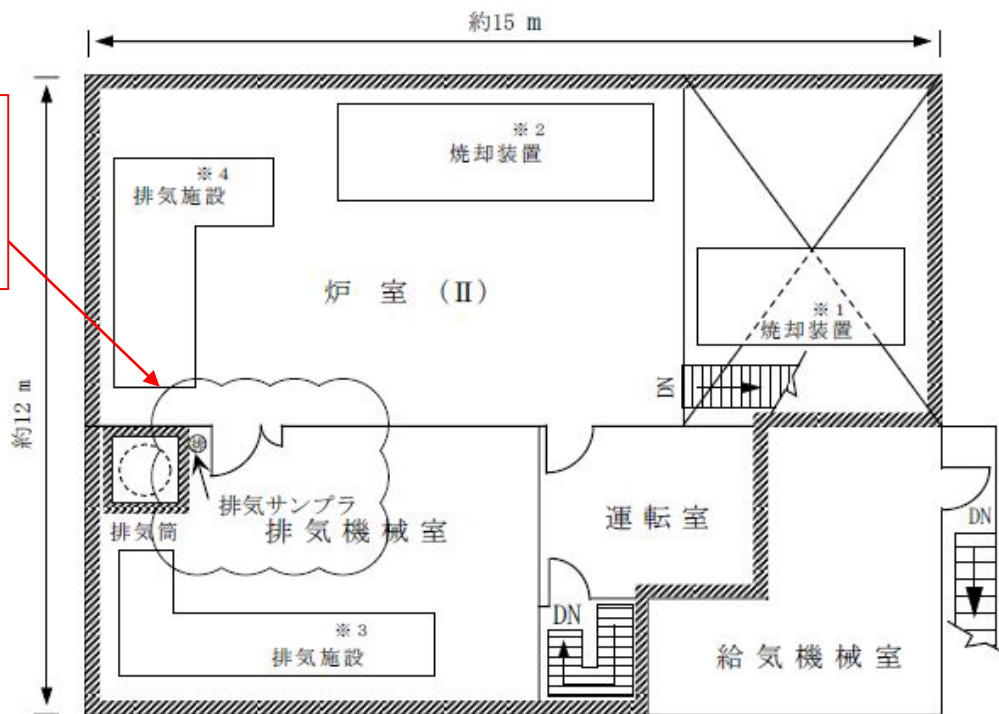 約15 m
約12 m
※2
焼却装置
※4
排気施設
炉 室 (Ⅱ)
※1
焼却装置
DN
排気サンプラ
排気筒
排気機械室
運転室
DN
DN
※3
排気施設
給気機械室